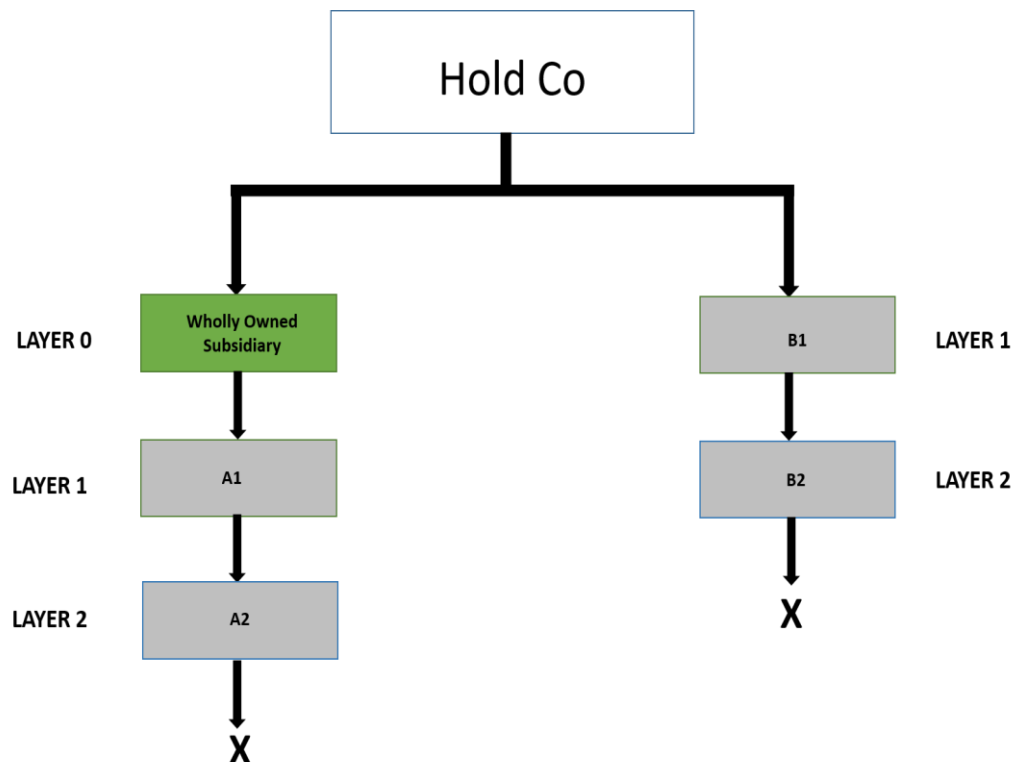 Hold Co
LAYER 0
Wholly Owned
Subsidiary
B1
LAYER 1
LAYER 1
A1
B2
LAYER 2
LAYER 2
A2
X
X